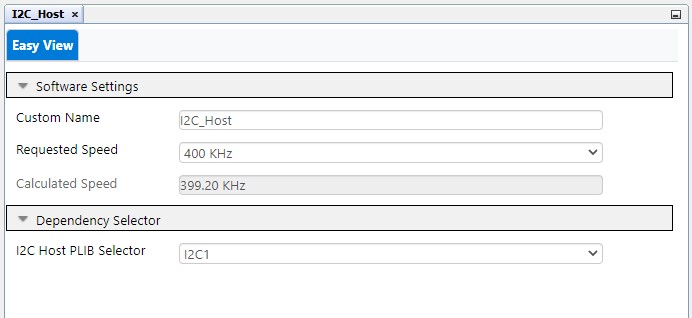 I2C_Host ×
Easy View
Software Settings
Custom Name I2C_Host
Requested Speed 400 KHz
Calculated Speed 399.20 KHz
Dependency Selector
I2C Host PLIB Selector I2C1